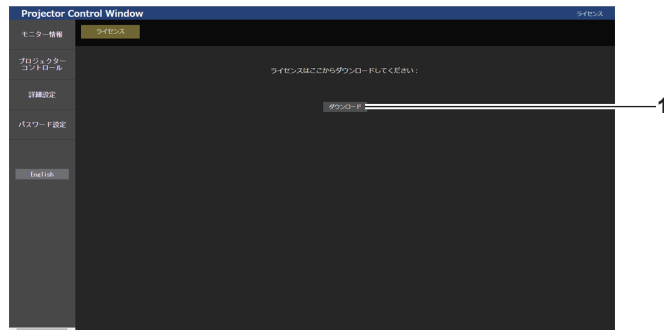 Projector Control Window
ライセンス
モニター情報
ライセンス
プロジェクター
コントロール
ライセンスはここからダウンロードしてください：
詳細設定
ダウンロード
1
パスワード設定
English